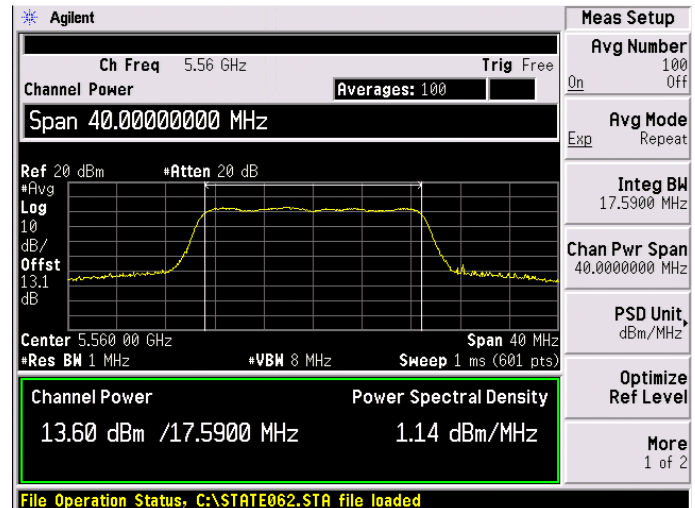 Agilent
Meas Setup
Ch Freq 5.56 GHz Trig Free
Channel Power Averages: 100
Span 40.00000000 MHz
Ref 20 dBm #Atten 20 dB
#Avg
Log
10
dB/
Offst
13.1
dB
Center 5.560 00 GHz Span 40 MHz
#Res BW 1 MHz #VBW 8 MHz Sweep 1 ms (601 pts)
Channel Power Power Spectral Density
13.60 dBm /17.5900 MHz 1.14 dBm/MHz
File Operation Status, C:\STATE062.STA file loaded
Avg Number
100
On Off
Avg Mode
Exp Repeat
Integ BW
17.5900 MHz
Chan Pwr Span
40.0000000 MHz
PSD Unit
dBm/MHz
Optimize
Ref Level
More
1 of 2